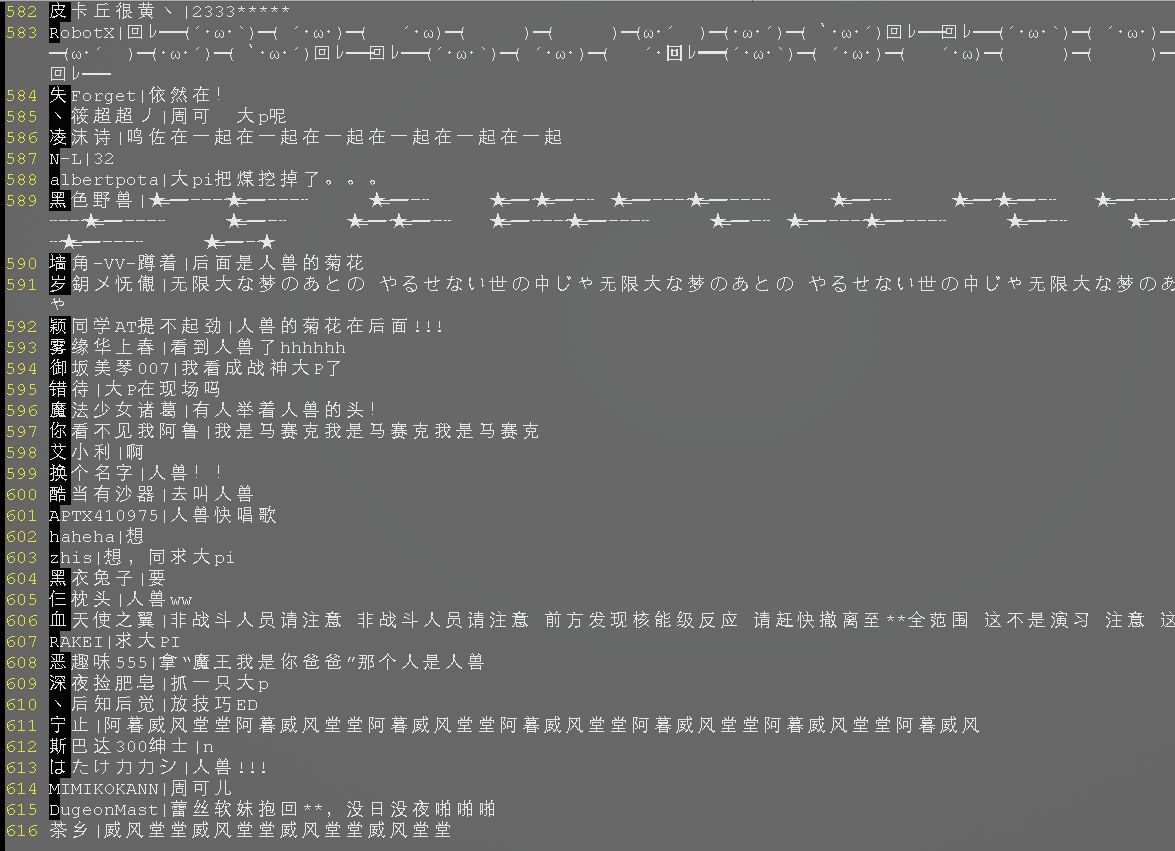 582 皮卡丘很黄丶|2333*****
583 RobotX|回ﾚ━━(´･ω･`)━( ´･ω･)━(   ´･ω)━(    )━(    )━(ω･´ )━(･ω･´)━( `･ω･´)回ﾚ━━回ﾚ━━(´･ω･`)━( ´･ω･)━
━(ω･´  )━(･ω･´)━( `･ω･´)回ﾚ━━回ﾚ━━(´･ω･`)━( ´･ω･)━(   ´･回ﾚ━━(´･ω･`)━( ´･ω･)━(   ´･ω)━(    )━(    )━
回ﾚ━━
584 失Forget|依然在!
585 丶筱超超丿|周可  大p呢
586 凌沫诗|鸣佐在一起在一起在一起在一起在一起
587 N-L|32
588 albertpota|大pi把煤挖掉了。。。
589 黑色野兽|★━----★━----   ★━----   ★━--★━----  ★━----★━----   ★━----   ★━--★━----  ★━----
----★━----   ★━----   ★━--★━----  ★━----★━----   ★━----  ★━----★━----   ★━----   ★━
--★━----   ★━--★
590 墙角-VV-蹲着|后面是人兽的菊花
591 岁鈅メ恹儬|无限大な梦のあとの やるせない世の中じゃ无限大な梦のあとの やるせない世の中じゃ无限大な梦のあ
ゃ
592 颖同学AT提不起劲|人兽的菊花在后面!!!
593 雾缘华上春|看到人兽了hhhhhh
594 御坂美琴007|我看成战神大P了
595 错待|大P在现场吗
596 魔法少女诸葛|有人举着人兽的头!
597 你看不见我阿鲁|我是马赛克我是马赛克我是马赛克
598 艾小利|啊
599 换个名字|人兽！！
600 酷当有沙器|去叫人兽
601 APTX410975|人兽快唱歌
602 haheha|想
603 zhis|想，同求大pi
604 黑衣兔子|要
605 仨枕头|人兽ww
606 血天使之翼|非战斗人员请注意 非战斗人员请注意 前方发现核能级反应 请赶快撤离至**全范围 这不是演习 注意 这
607 RAKEI|求大PI
608 恶趣味555|拿“魔王我是你爸爸”那个人是人兽
609 深夜捡肥皂|抓一只大p
610 丶后知后觉|放技巧ED
611 宁止|阿暮威风堂堂阿暮威风堂堂阿暮威风堂堂阿暮威风堂堂阿暮威风堂堂阿暮威风堂堂阿暮威风
612 斯巴达300绅士|n
613 はたけカカシ|人兽!!!
614 MIMIKOKANN|周可儿
615 DugeonMast|蕾丝软妹抱回**，没日没夜啪啪啪
616 茶乡|威风堂堂威风堂堂威风堂堂威风堂堂